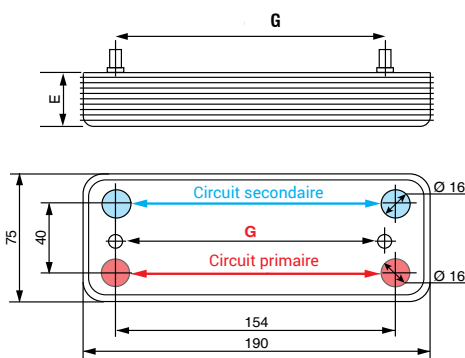 G
E
Circuit secondaire
Ø 16
75
40
G
Circuit primaire
Ø 16
154
190